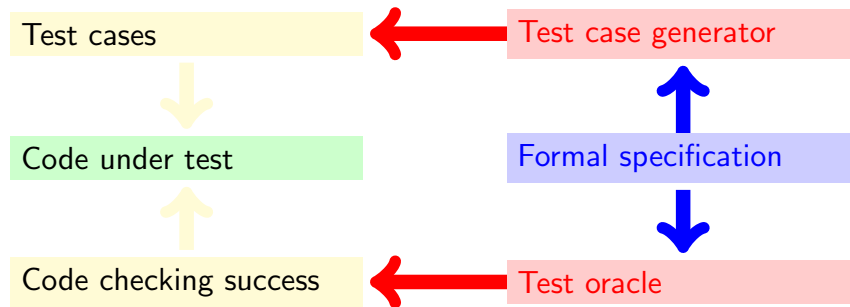 Test cases
Test case generator
Code under test
Formal specification
Code checking success
Test oracle